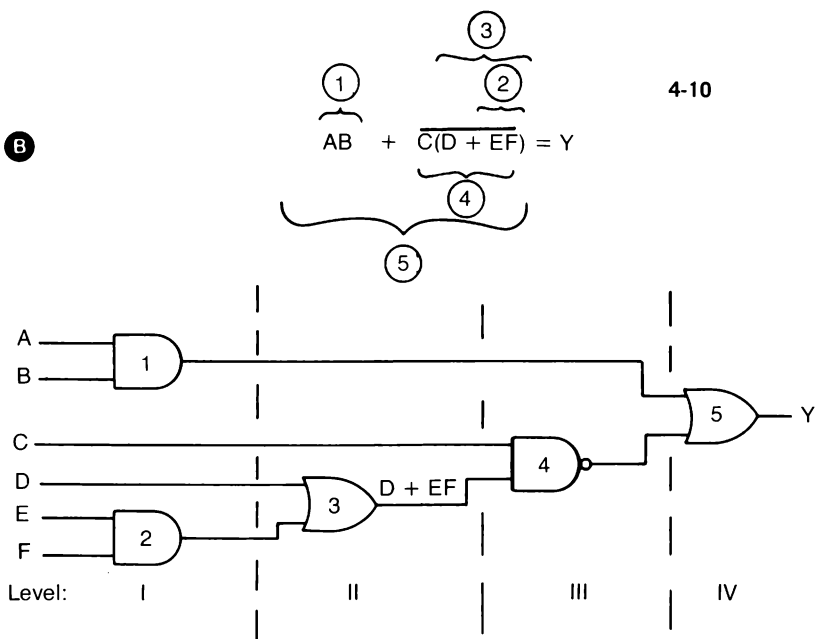 3
1 2 4-10
B AB + C(D + EF) = Y
4
5
A
B
1
5 Y
C
4
D
D + EF
3
E
F
2
Level: I II III IV